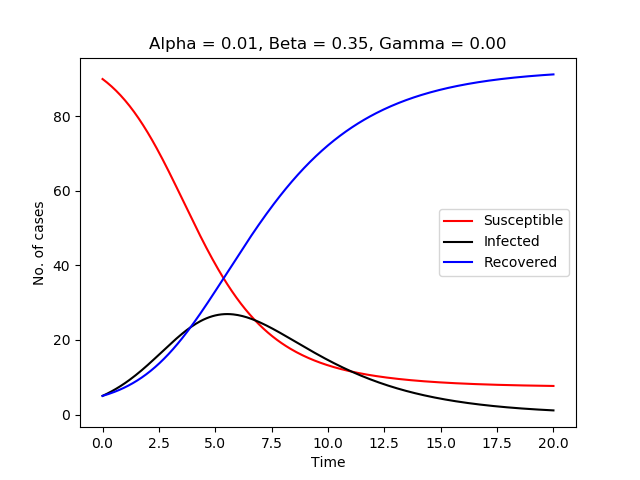 Alpha = 0.01, Beta = 0.35, Gamma = 0.00
No. of cases
80
60
40
20
0
Susceptible
Infected
Recovered
0.0 2.5 5.0 7.5 10.0 12.5 15.0 17.5 20.0
Time